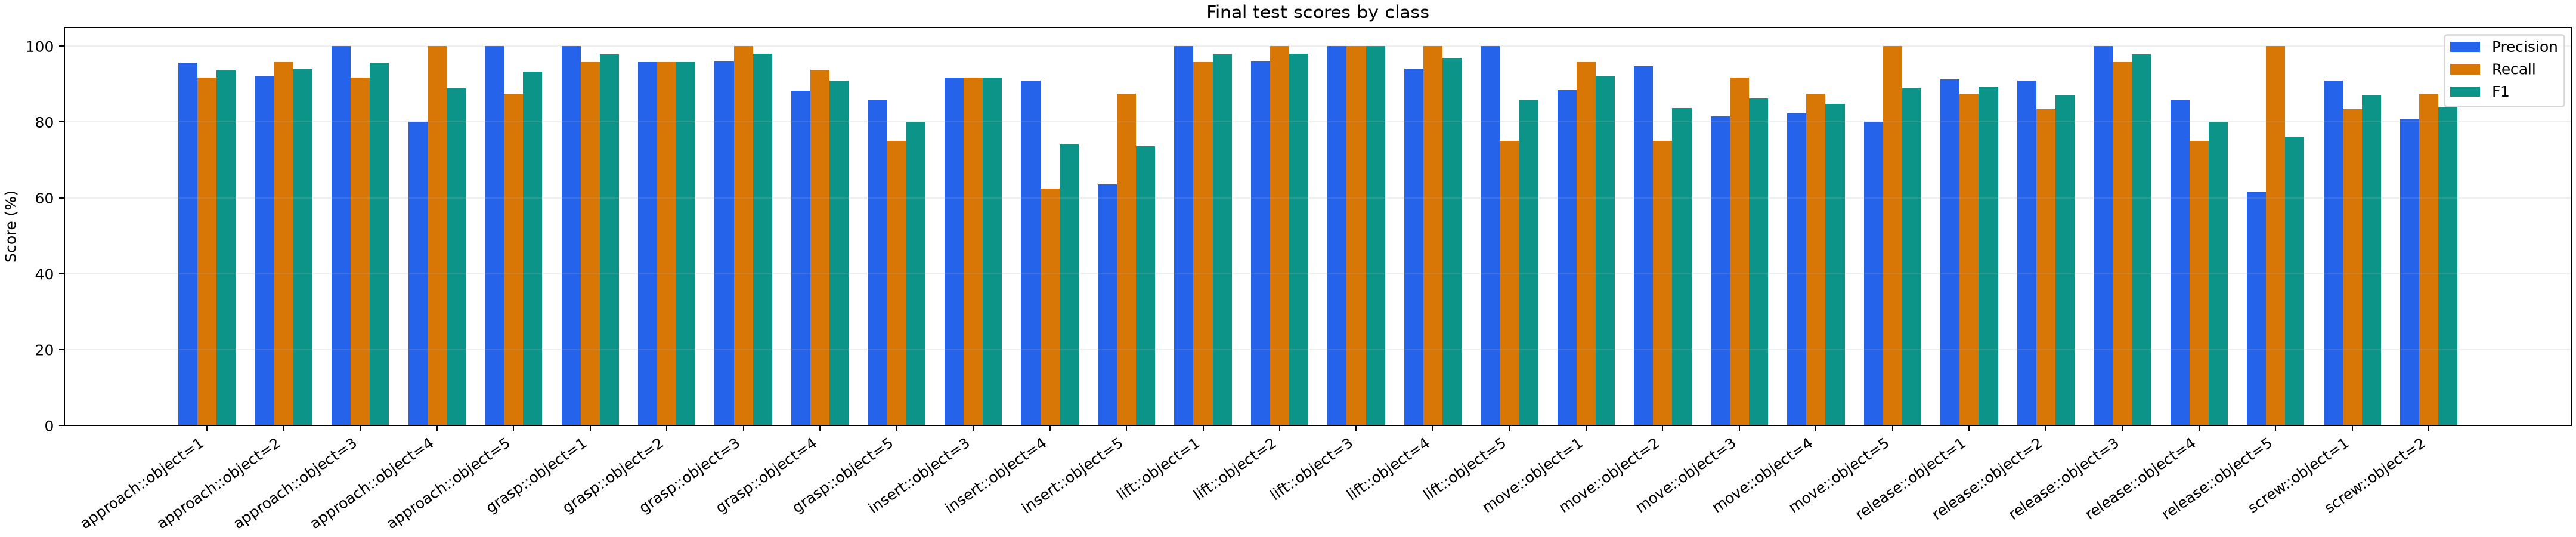 Final test scores by class
Score (%)
100
80
60
40
20
0
Precision
Recall
F1
approach::object=1
approach::object=2
approach::object=3
approach::object=4
approach::object=5
grasp::object=1
grasp::object=2
grasp::object=3
grasp::object=4
grasp::object=5
insert::object=3
insert::object=4
insert::object=5
lift::object=1
lift::object=2
lift::object=3
lift::object=4
lift::object=5
move::object=1
move::object=2
move::object=3
move::object=4
move::object=5
release::object=1
release::object=2
release::object=3
release::object=4
release::object=5
screw::object=1
screw::object=2